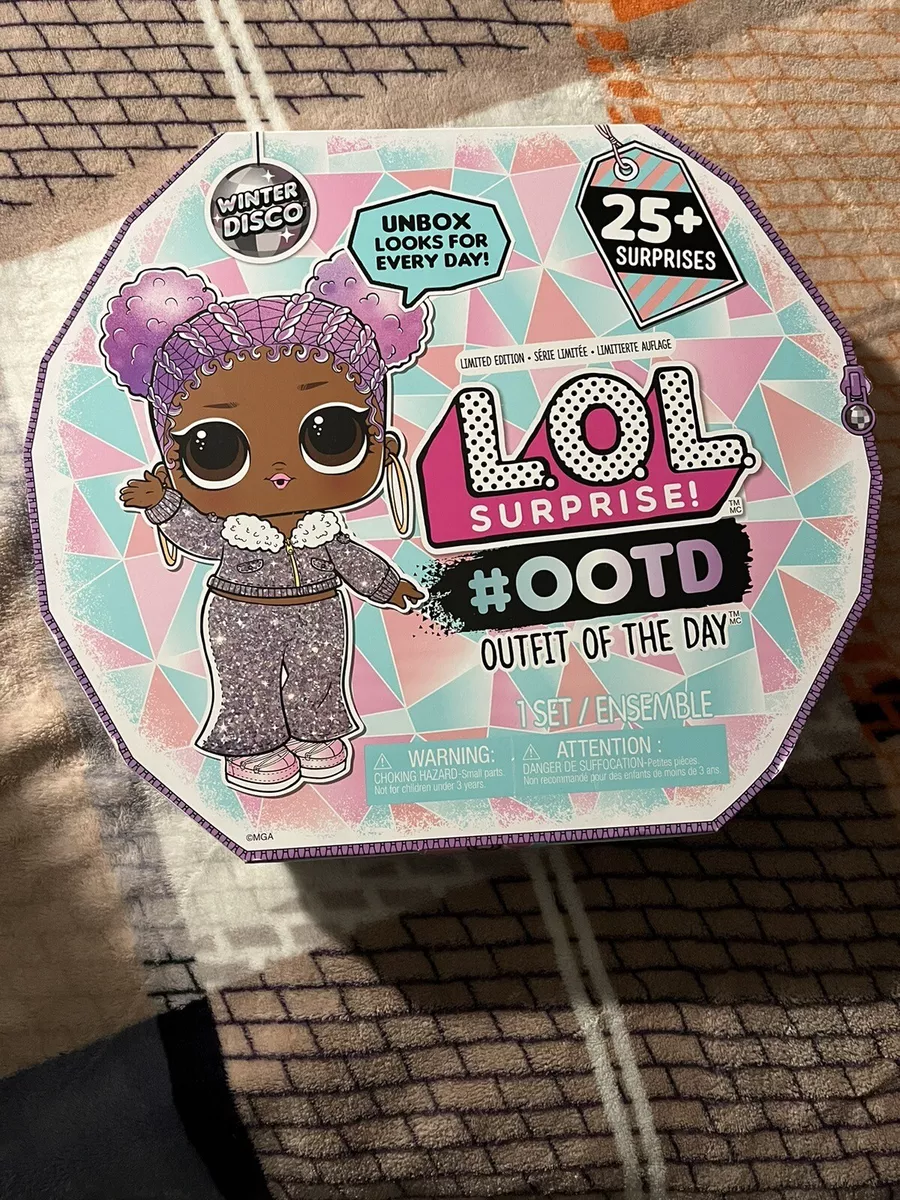 WINTER
DISCO
UNBOX
LOOKS FOR
EVERY DAY!
25+
SURPRISES
LIMITED EDITION • SÉRIE LIMITÉE • LIMITIERTE AUFLAGE
L.O.L.
SURPRISE!
TM
MC
#OOTD
OUTFIT OF THE DAY
TM
MC
1 SET / ENSEMBLE
WARNING:
CHOKING HAZARD-Small parts.
Not for children under 3 years.
ATTENTION :
DANGER DE SUFFOCATION-Petites pièces.
Non recommandé pour des enfants de moins de 3 ans.
©MGA